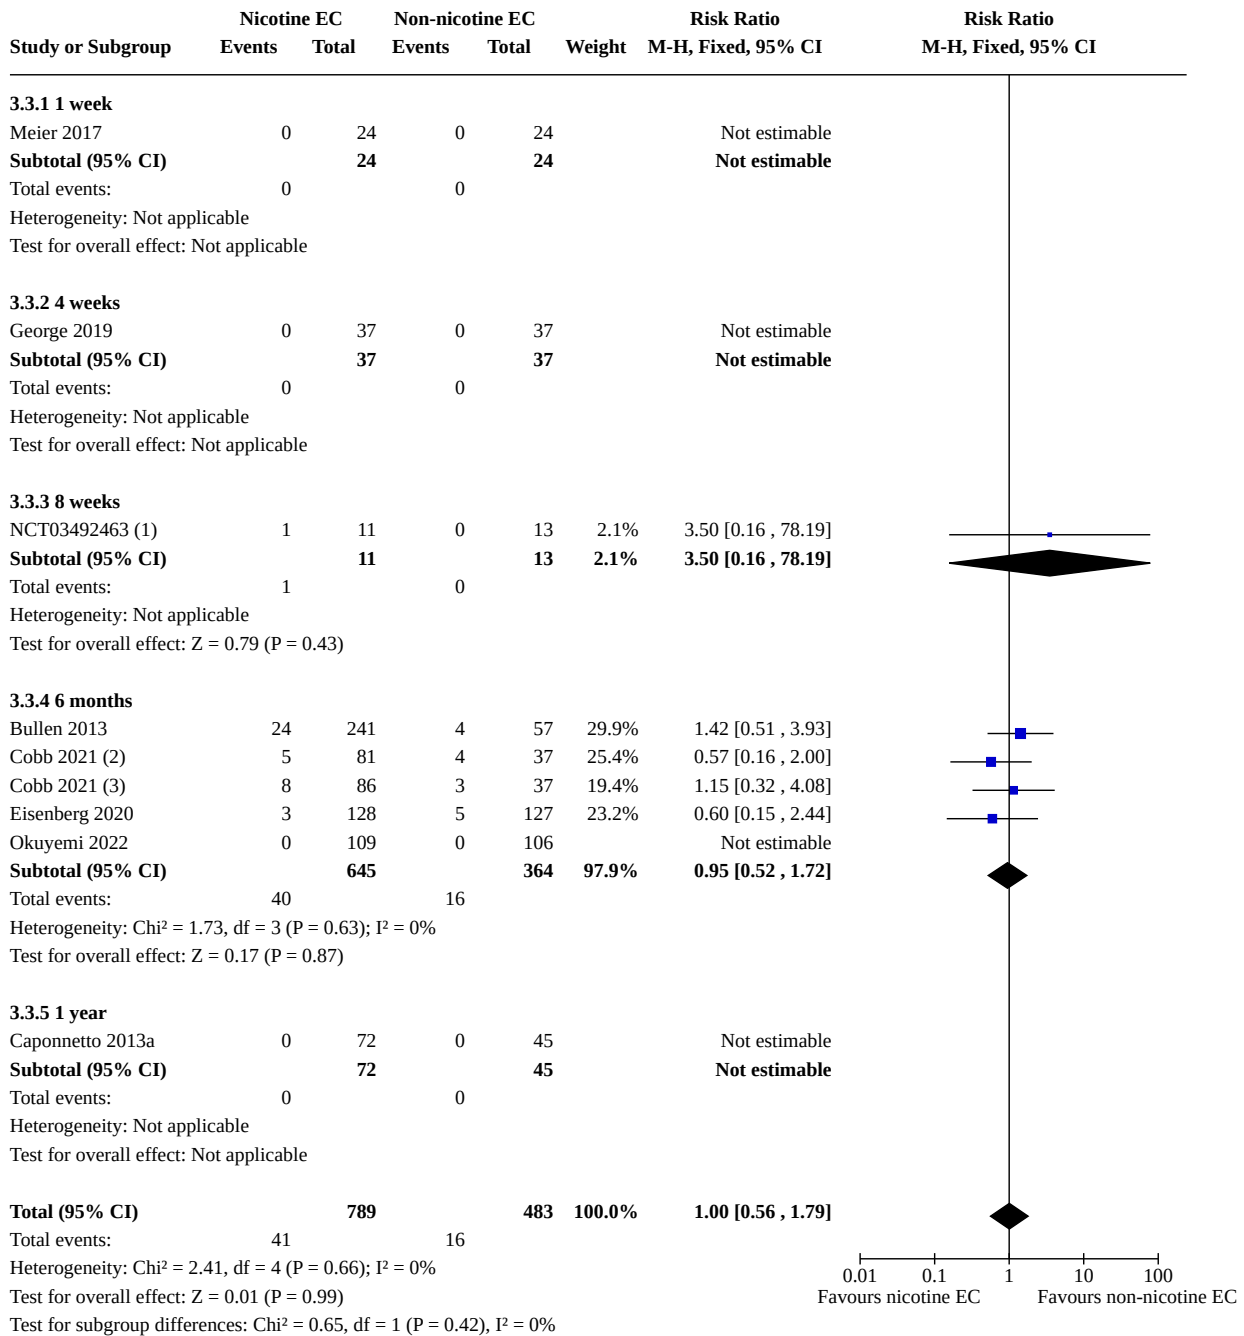 Nicotine EC Non-nicotine EC Risk Ratio Risk Ratio
Study or Subgroup Events Total Events Total Weight M-H, Fixed, 95% CI M-H, Fixed, 95% CI
3.3.1 1 week
Meier 2017 0 24 0 24 Not estimable
Subtotal (95% CI) 24 24 Not estimable
Total events: 0 0
Heterogeneity: Not applicable
Test for overall effect: Not applicable
3.3.2 4 weeks
George 2019 0 37 0 37 Not estimable
Subtotal (95% CI) 37 37 Not estimable
Total events: 0 0
Heterogeneity: Not applicable
Test for overall effect: Not applicable
3.3.3 8 weeks
NCT03492463 (1) 1 11 0 13 2.1% 3.50 [0.16 , 78.19]
Subtotal (95% CI) 11 13 2.1% 3.50 [0.16 , 78.19]
Total events: 1 0
Heterogeneity: Not applicable
Test for overall effect: Z = 0.79 (P = 0.43)
3.3.4 6 months
Bullen 2013 24 241 4 57 29.9% 1.42 [0.51 , 3.93]
Cobb 2021 (2) 5 81 4 37 25.4% 0.57 [0.16 , 2.00]
Cobb 2021 (3) 8 86 3 37 19.4% 1.15 [0.32 , 4.08]
Eisenberg 2020 3 128 5 127 23.2% 0.60 [0.15 , 2.44]
Okuyemi 2022 0 109 0 106 Not estimable
Subtotal (95% CI) 645 364 97.9% 0.95 [0.52 , 1.72]
Total events: 40 16
Heterogeneity: Chi² = 1.73, df = 3 (P = 0.63); I² = 0%
Test for overall effect: Z = 0.17 (P = 0.87)
3.3.5 1 year
Caponnetto 2013a 0 72 0 45 Not estimable
Subtotal (95% CI) 72 45 Not estimable
Total events: 0 0
Heterogeneity: Not applicable
Test for overall effect: Not applicable
Total (95% CI) 789 483 100.0% 1.00 [0.56 , 1.79]
Total events: 41 16
Heterogeneity: Chi² = 2.41, df = 4 (P = 0.66); I² = 0%
0.01 0.1 1 10 100
Test for overall effect: Z = 0.01 (P = 0.99)
Favours nicotine EC Favours non-nicotine EC
Test for subgroup differences: Chi² = 0.65, df = 1 (P = 0.42), I² = 0%